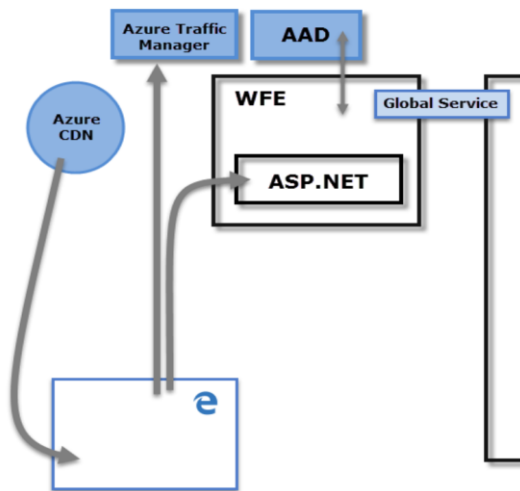 Azure Traffic
Manager
AAD
WFE
Global Service
Azure
CDN
ASP.NET